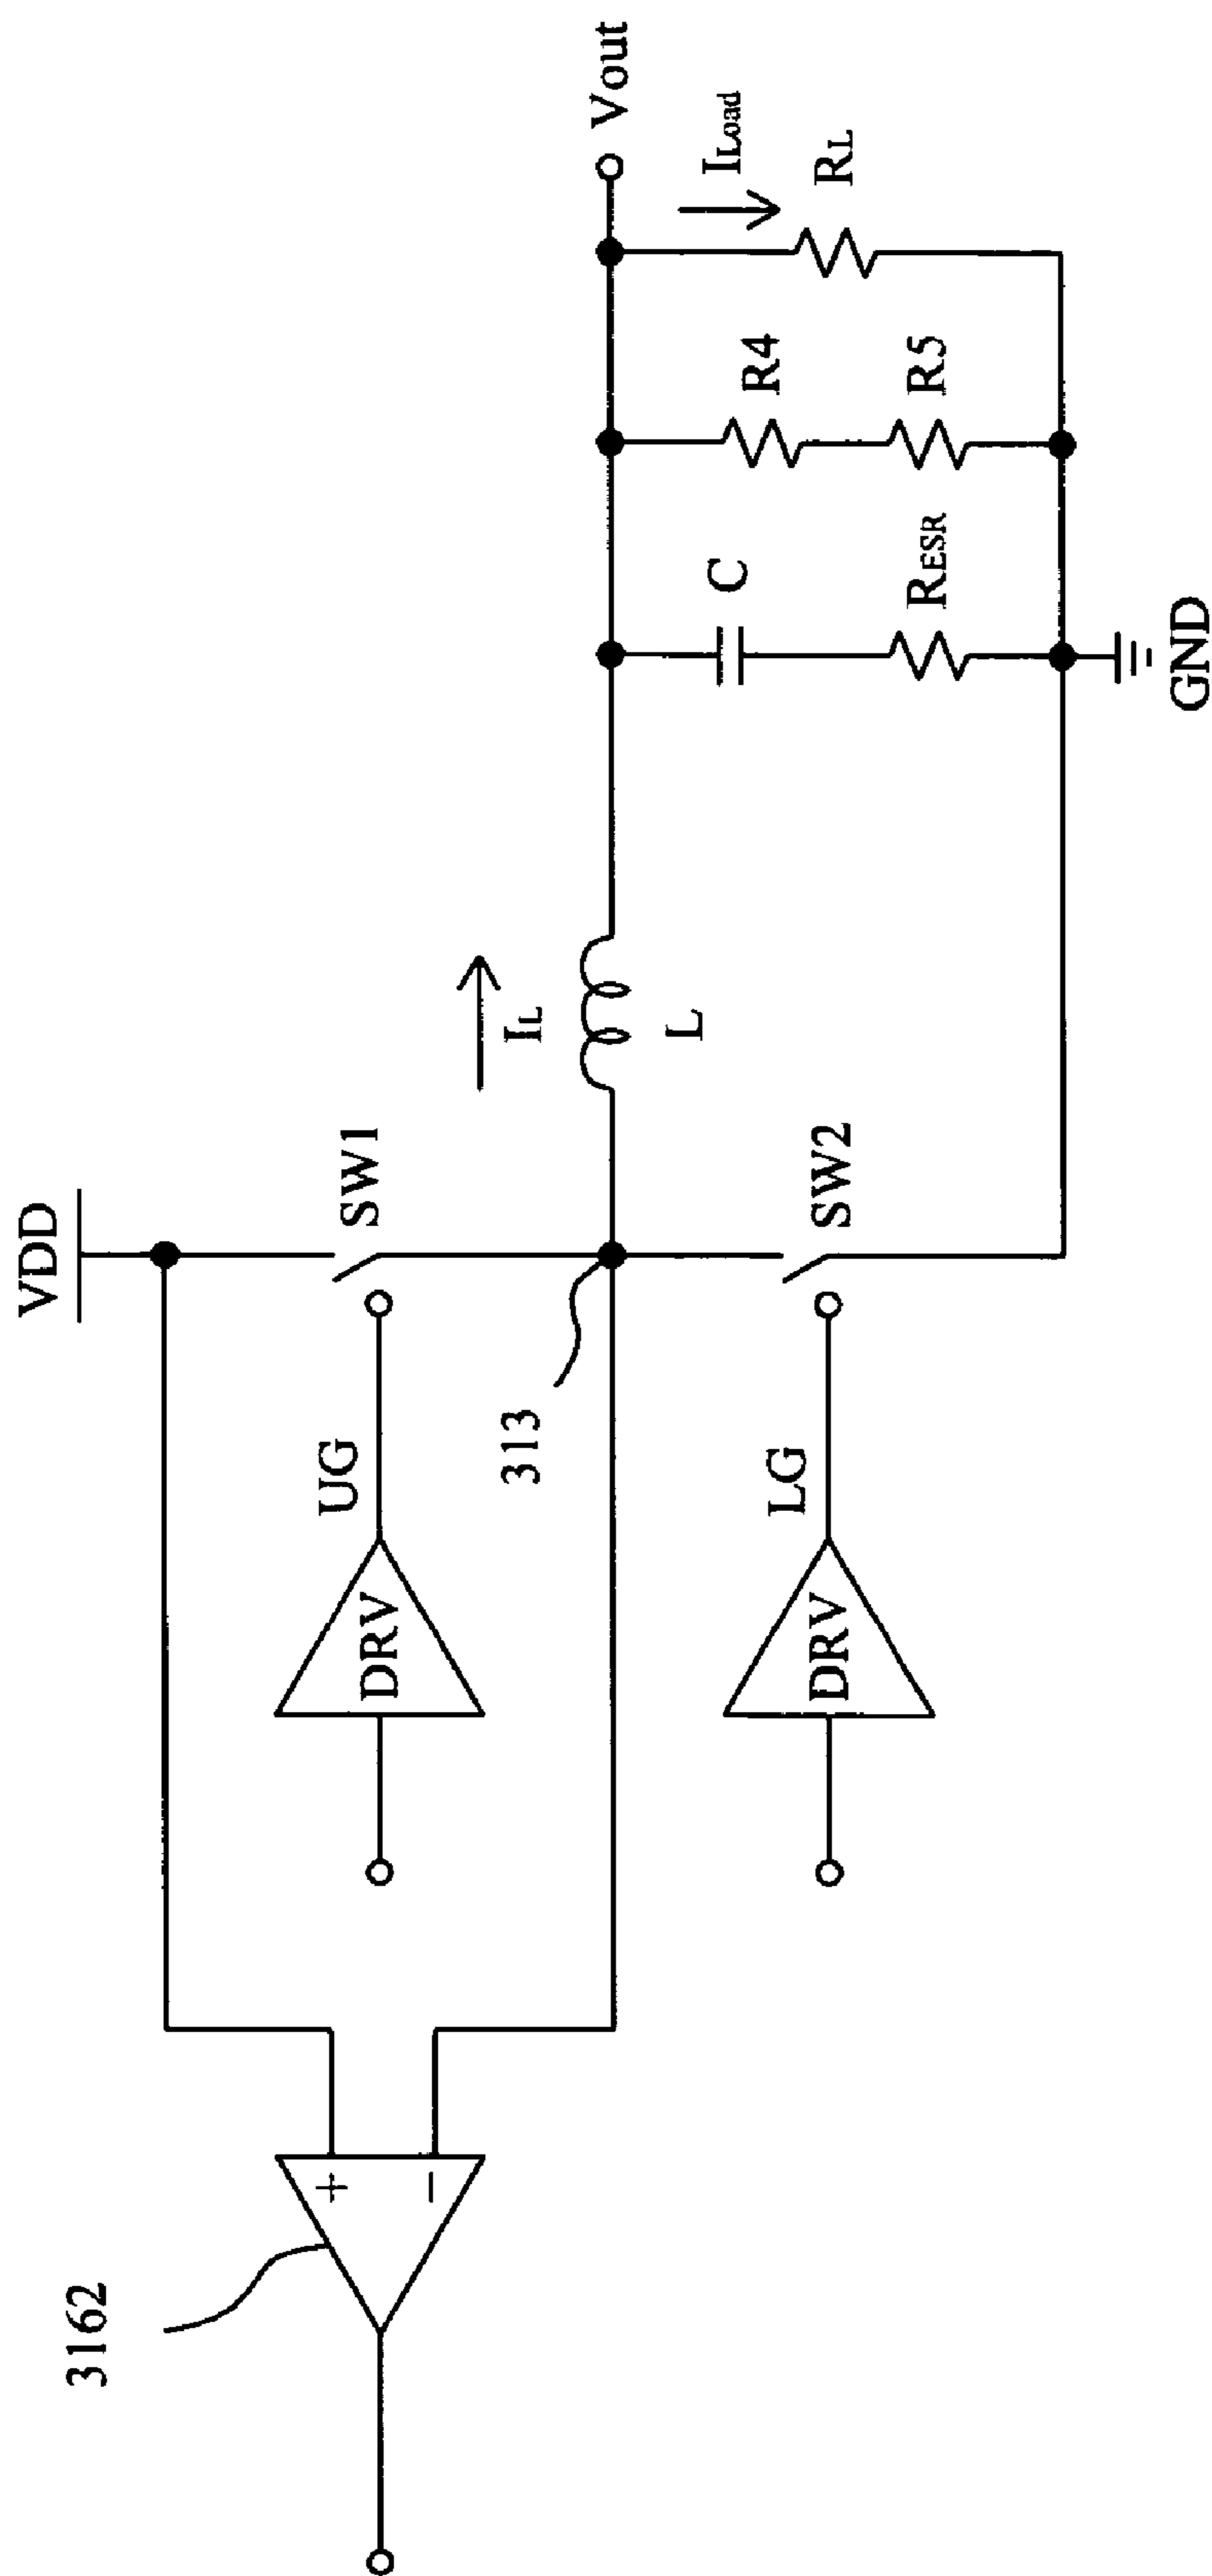 VDD
3162
+
−
UG
DRV
SW1
313
IL
L
LG
DRV
SW2
C
RESR
R4
R5
Vout
ILoad
RL
GND